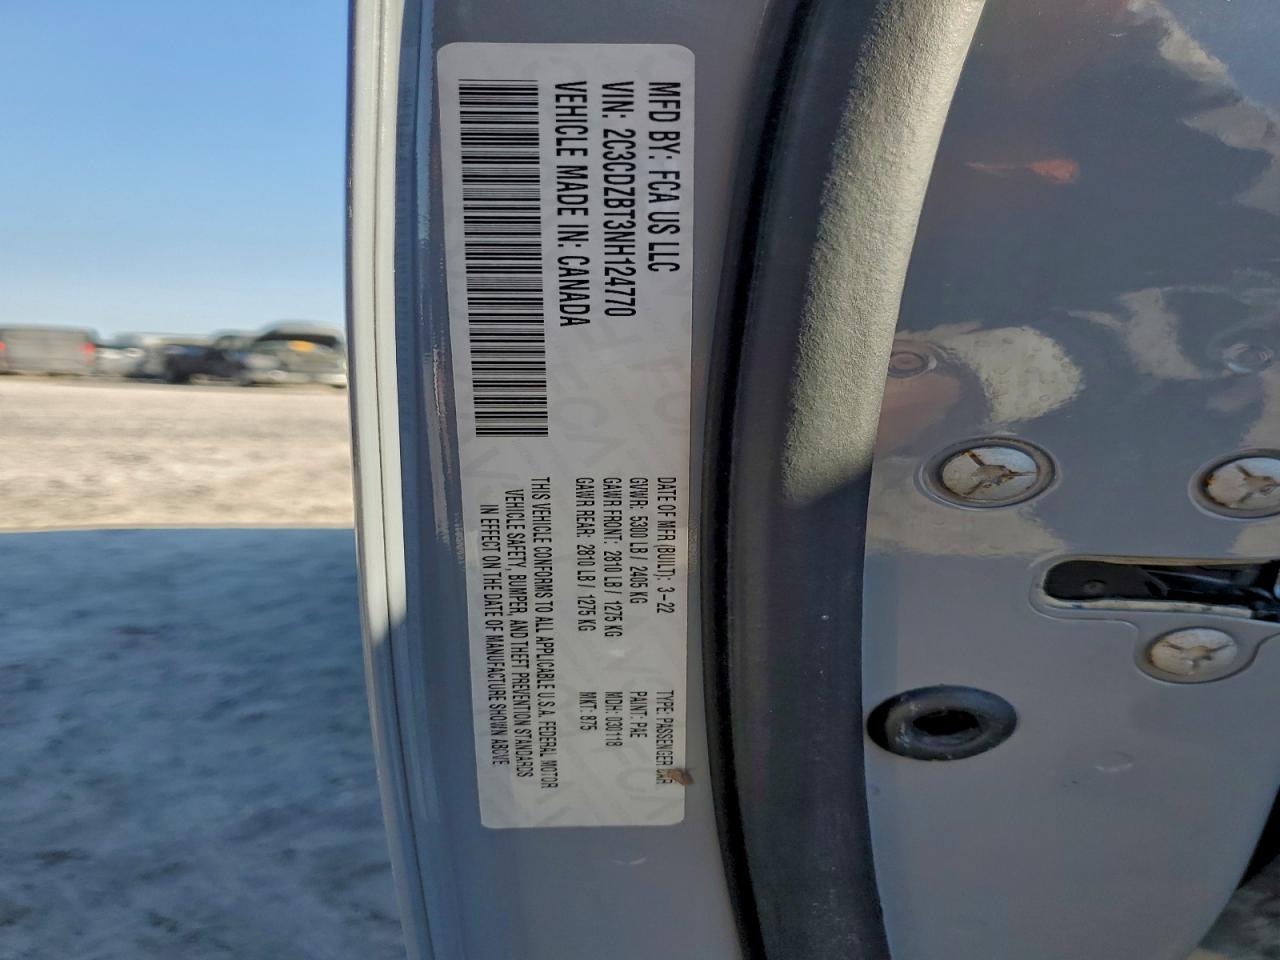 MFD BY: FCA US LLC
VIN: 2C3CDZBT3NH124770
VEHICLE MADE IN: CANADA
DATE OF MFR (BUILT): 3-22 TYPE: PASSENGER CAR
GVWR: 5300 LB / 2405 KG PAINT: PAE
GAWR FRONT: 2810 LB / 1275 KG MDH: 030118
GAWR REAR: 2810 LB / 1275 KG MKT: 875
THIS VEHICLE CONFORMS TO ALL APPLICABLE U.S.A. FEDERAL MOTOR
VEHICLE SAFETY, BUMPER, AND THEFT PREVENTION STANDARDS
IN EFFECT ON THE DATE OF MANUFACTURE SHOWN ABOVE